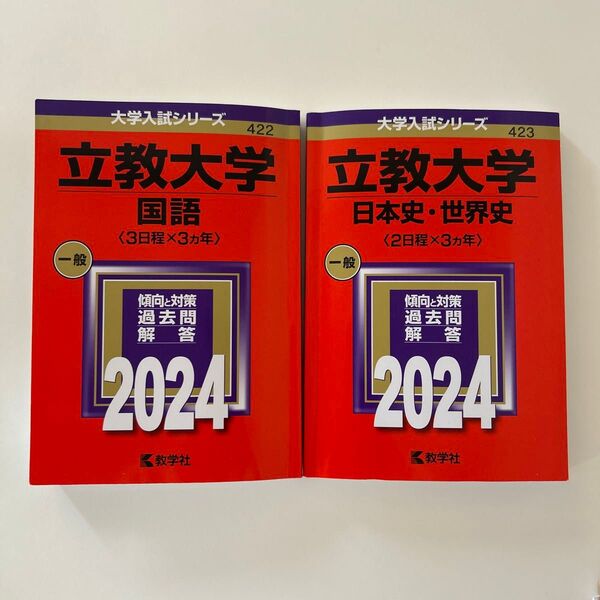 大学入試シリーズ
422
立教大学
国語
〈3日程×3ヵ年〉
一般
傾向と対策
過去問
解答
2024
教学社
大学入試シリーズ
423
立教大学
日本史・世界史
〈2日程×3ヵ年〉
一般
傾向と対策
過去問
解答
2024
教学社